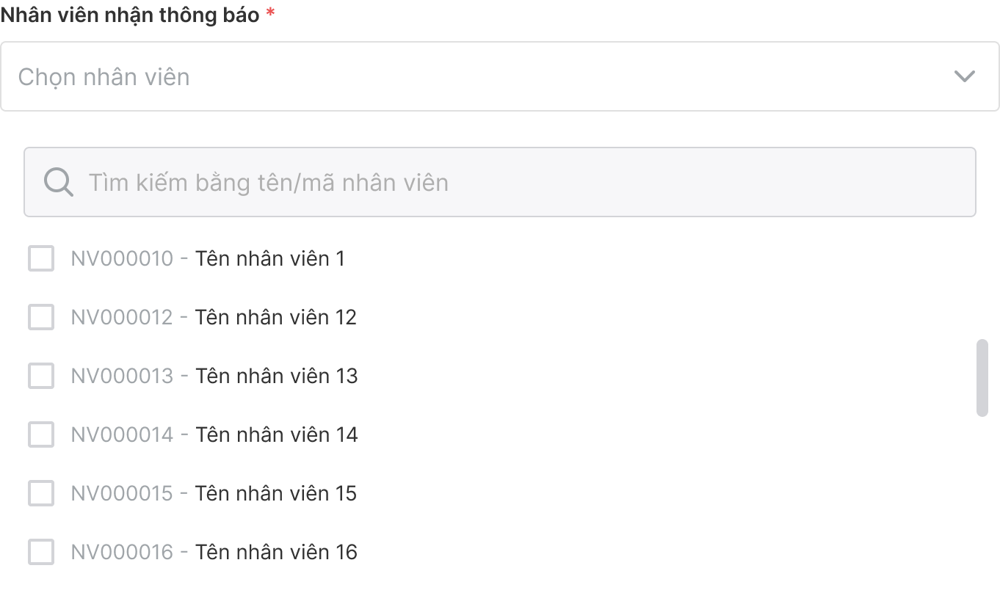 Nhân viên nhận thông báo *
Chọn nhân viên
Tìm kiếm bằng tên/mã nhân viên
NV000010 - Tên nhân viên 1
NV000012 - Tên nhân viên 12
NV000013 - Tên nhân viên 13
NV000014 - Tên nhân viên 14
NV000015 - Tên nhân viên 15
NV000016 - Tên nhân viên 16